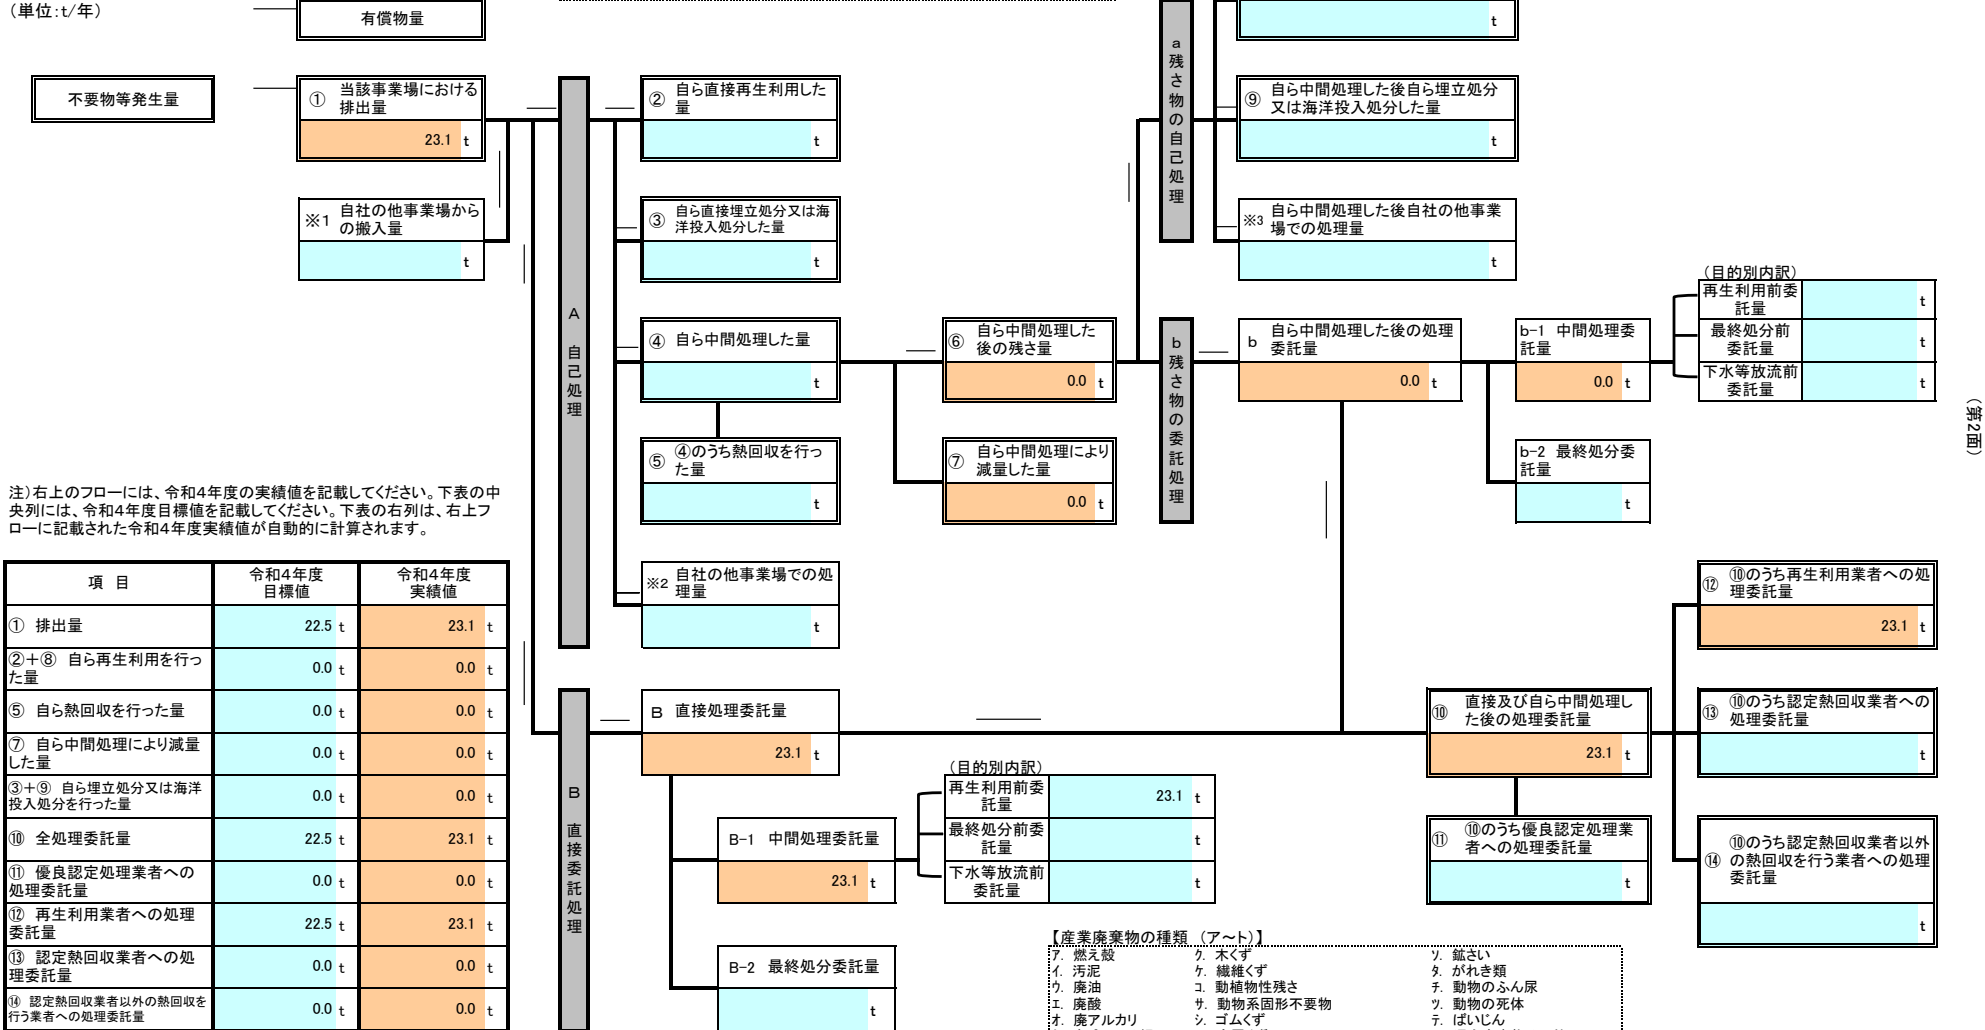 （単位:t/年）
有償物量
t
不要物等発生量
① 当該事業場における
排出量
23.1 t
※1 自社の他事業場から
の搬入量
t
A 自己処理
② 自ら直接再生利用した
量
t
③ 自ら直接埋立処分又は海
洋投入処分した量
t
④ 自ら中間処理した量
t
⑤ ④のうち熱回収を行っ
た量
t
※2 自社の他事業場での処
理量
t
⑥ 自ら中間処理した
後の残さ量
0.0 t
⑦ 自ら中間処理により
減量した量
0.0 t
a 残さ物の自己処理
⑨ 自ら中間処理した後自ら埋立処分
又は海洋投入処分した量
t
※3 自ら中間処理した後自社の他事業
場での処理量
t
b 残さ物の委託処理
b 自ら中間処理した後の処理
委託量
0.0 t
b-1 中間処理委
託量
0.0 t
b-2 最終処分委
託量
t
（目的別内訳）
再生利用前委
託量
t
最終処分前
委託量
t
下水等放流前
委託量
t
（第2面）
注）右上のフローには、令和4年度の実績値を記載してください。下表の中
央列には、令和4年度目標値を記載してください。下表の右列は、右上フ
ローに記載された令和4年度実績値が自動的に計算されます。
項 目 令和4年度
目標値 令和4年度
実績値
① 排出量 22.5 t 23.1 t
②＋⑧ 自ら再生利用を行っ
た量 0.0 t 0.0 t
⑤ 自ら熱回収を行った量 0.0 t 0.0 t
⑦ 自ら中間処理により減量
した量 0.0 t 0.0 t
③＋⑨ 自ら埋立処分又は海洋
投入処分を行った量 0.0 t 0.0 t
⑩ 全処理委託量 22.5 t 23.1 t
⑪ 優良認定処理業者への
処理委託量 0.0 t 0.0 t
⑫ 再生利用業者への処理
委託量 22.5 t 23.1 t
⑬ 認定熱回収業者への処
理委託量 0.0 t 0.0 t
⑭ 認定熱回収業者以外の熱回収を
行う業者への処理委託量 0.0 t 0.0 t
B 直接委託処理
B 直接処理委託量
23.1 t
B-1 中間処理委託量
23.1 t
B-2 最終処分委託量
t
（目的別内訳）
再生利用前委
託量
23.1 t
最終処分前委
託量
t
下水等放流前
委託量
t
⑩ 直接及び自ら中間処理し
た後の処理委託量
23.1 t
⑪ ⑩のうち優良認定処理業
者への処理委託量
t
⑫ ⑩のうち再生利用業者への処
理委託量
23.1 t
⑬ ⑩のうち認定熱回収業者への
処理委託量
t
⑭ ⑩のうち認定熱回収業者以外
の熱回収を行う業者への処理
委託量
t
【産業廃棄物の種類 （ア～ト）】
ア. 燃え殻 ク. 木くず ソ. 鉱さい
イ. 汚泥 ケ. 繊維くず タ. がれき類
ウ. 廃油 コ. 動植物性残さ チ. 動物のふん尿
エ. 廃酸 サ. 動物系固形不要物 ツ. 動物の死体
オ. 廃アルカリ シ. ゴムくず テ. ばいじん